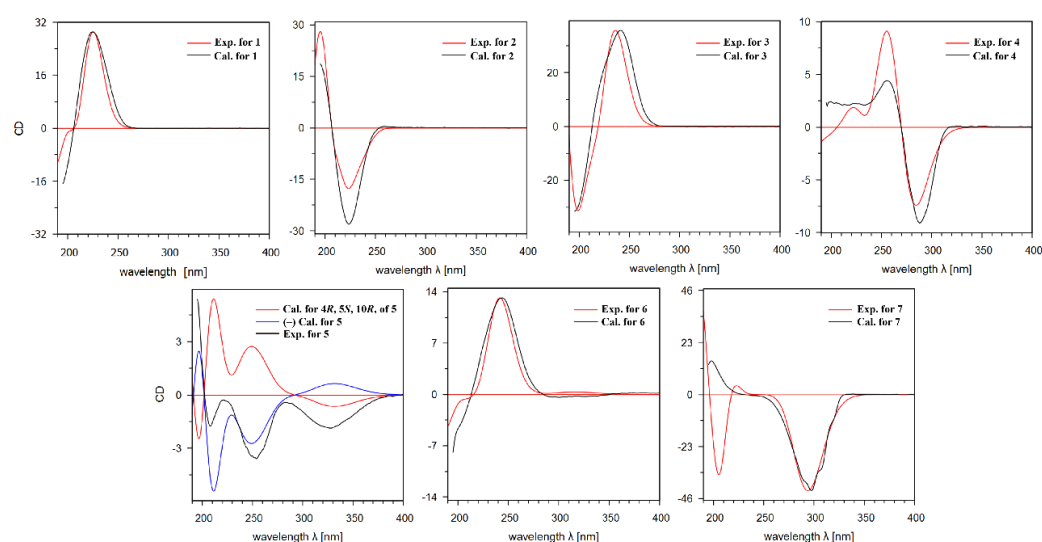 32
16
0
-16
-32
CD
200
250
300
350
400
wavelength [nm]
Exp. for 1
Cal. for 1
30
15
0
-15
-30
200
250
300
350
400
wavelength λ [nm]
Exp. for 2
Cal. for 2
20
0
-20
200
250
300
350
400
wavelength λ [nm]
Exp. for 3
Cal. for 3
10
5
0
-5
-10
200
250
300
350
400
wavelength λ [nm]
Exp. for 4
Cal. for 4
3
0
-3
CD
200
250
300
350
400
wavelength λ [nm]
Cal. for 4R, 5S, 10R, of 5
(–) Cal. for 5
Exp. for 5
14
7
0
-7
-14
200
250
300
350
400
wavelength λ [nm]
Exp. for 6
Cal. for 6
46
23
0
-23
-46
200
250
300
350
400
wavelength λ [nm]
Exp. for 7
Cal. for 7